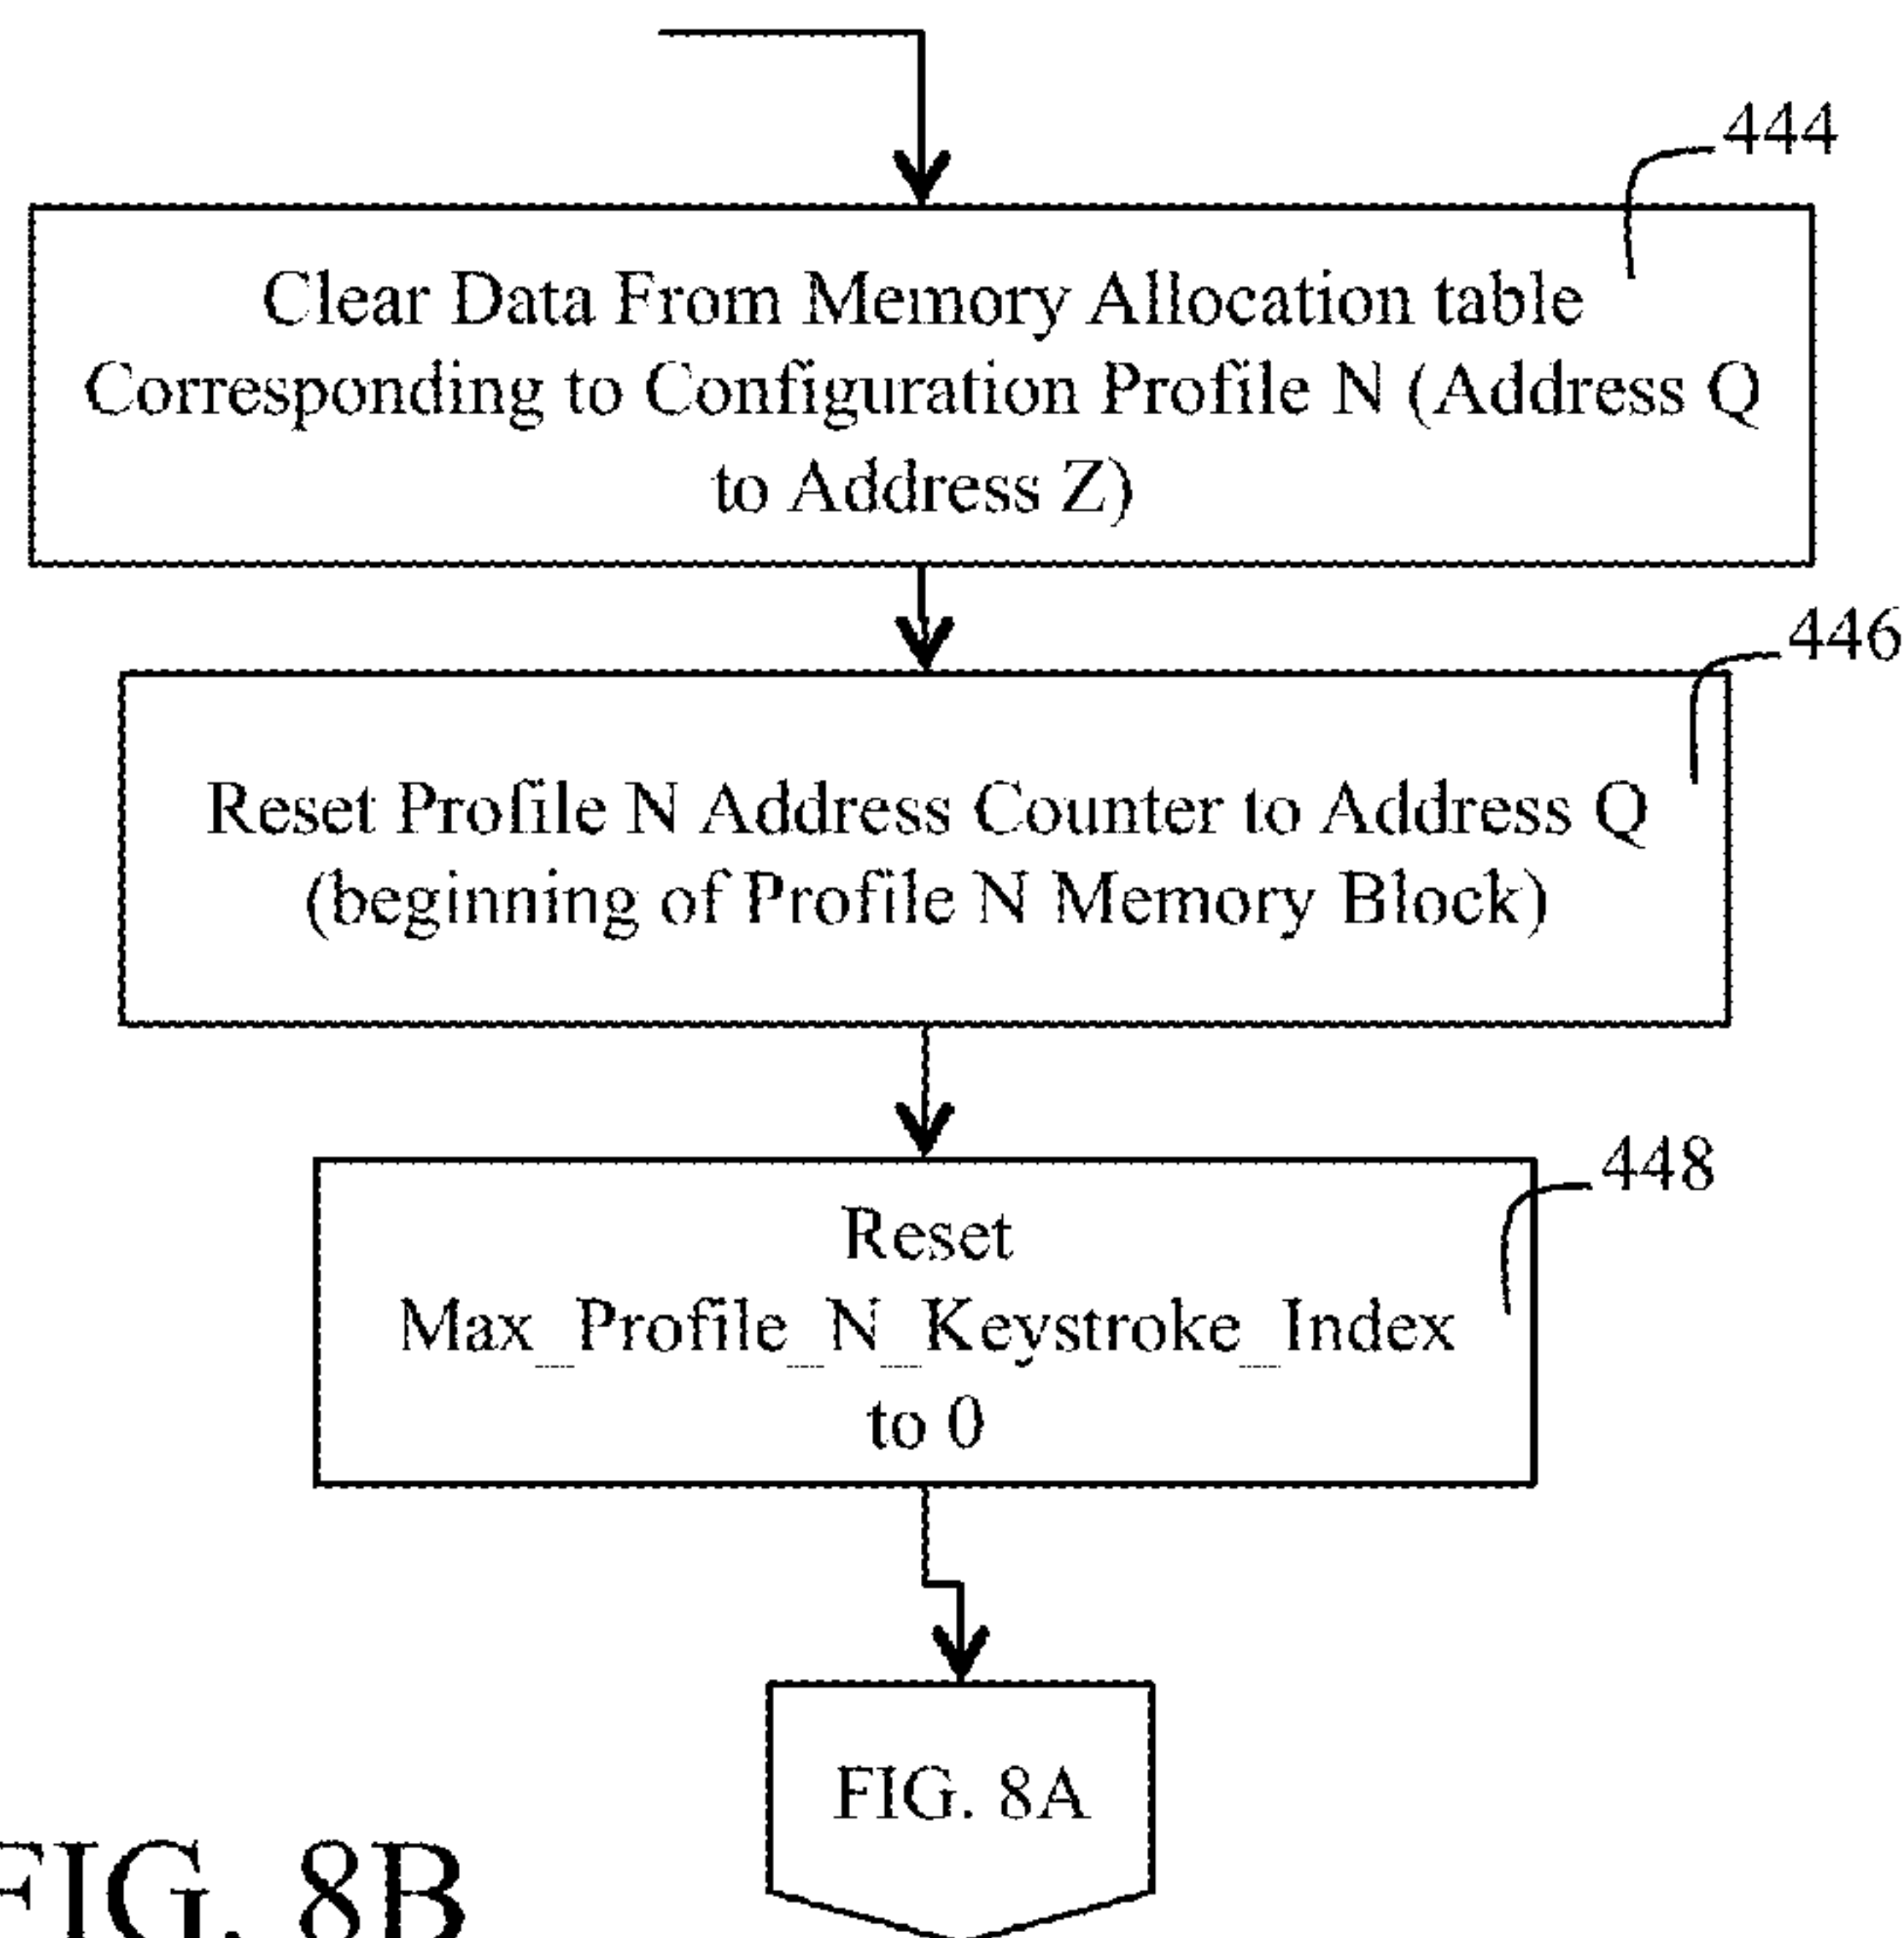 444
Clear Data From Memory Allocation table
Corresponding to Configuration Profile N (Address Q
to Address Z)
446
Reset Profile N Address Counter to Address Q
(beginning of Profile N Memory Block)
448
Reset
Max_Profile_N_Keystroke_Index
to 0
FIG. 8A
FIG. 8B